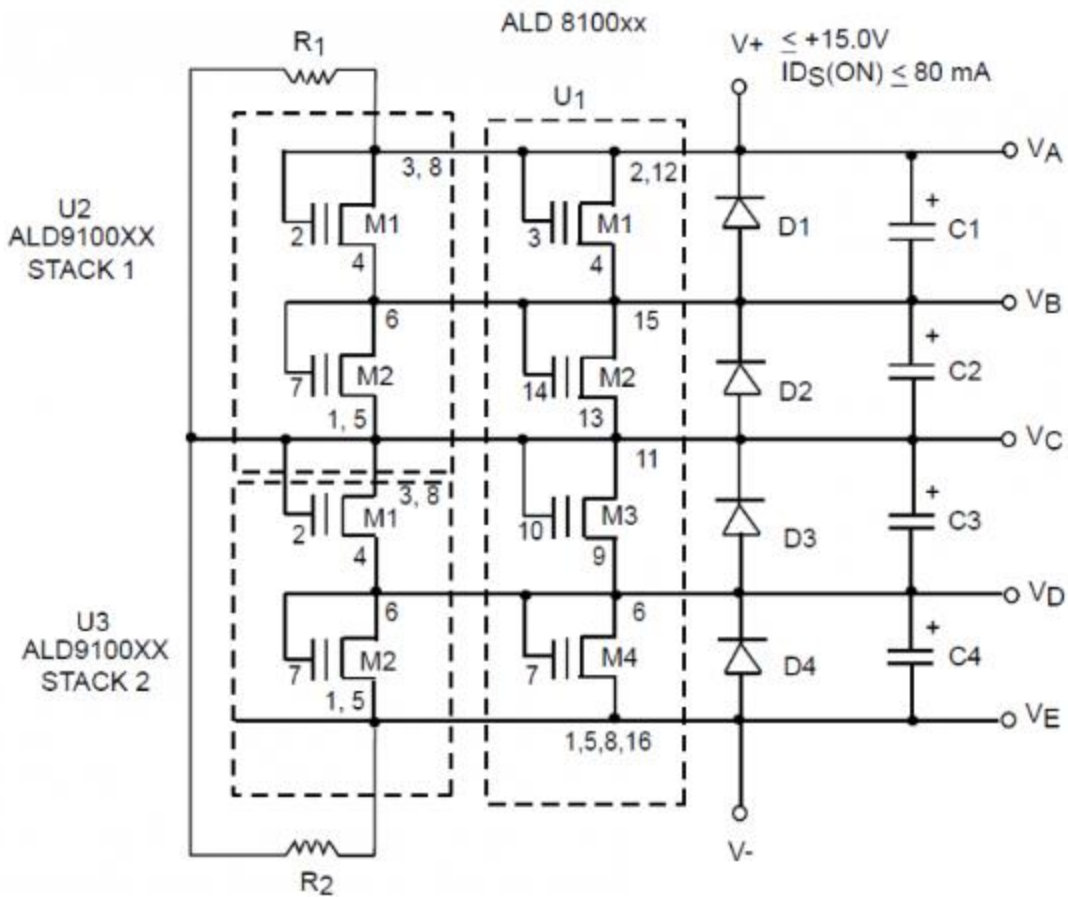 ALD 8100xx
R1
V+ ≤ +15.0V
IDS(ON) ≤ 80 mA
U1
VA
3, 8
2,12
U2
ALD9100XX
STACK 1
M1
2
4
M1
3
4
D1
+
C1
VB
6
15
M2
7
1, 5
M2
14
13
D2
+
C2
VC
3, 8
11
M1
2
4
M3
10
9
D3
+
C3
VD
6
6
U3
ALD9100XX
STACK 2
M2
7
1, 5
M4
7
D4
+
C4
VE
1,5,8,16
V-
R2